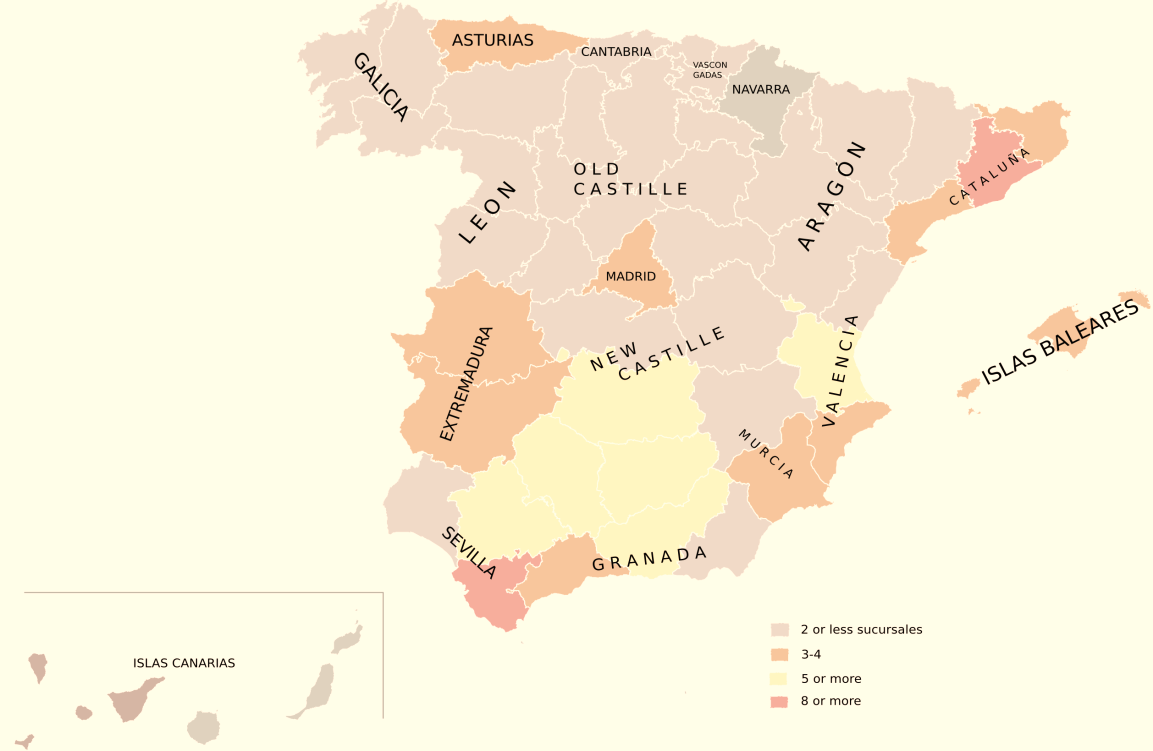 ASTURIAS
CANTABRIA
GALICIA
VASCON
GADAS
NAVARRA
OLD
CASTILLE
LEON
ARAGÓN
CATALUÑA
MADRID
ISLAS BALEARES
NEW
CASTILLE
VALENCIA
EXTREMADURA
MURCIA
SEVILLA
GRANADA
2 or less sucursales
3-4
5 or more
8 or more
ISLAS CANARIAS